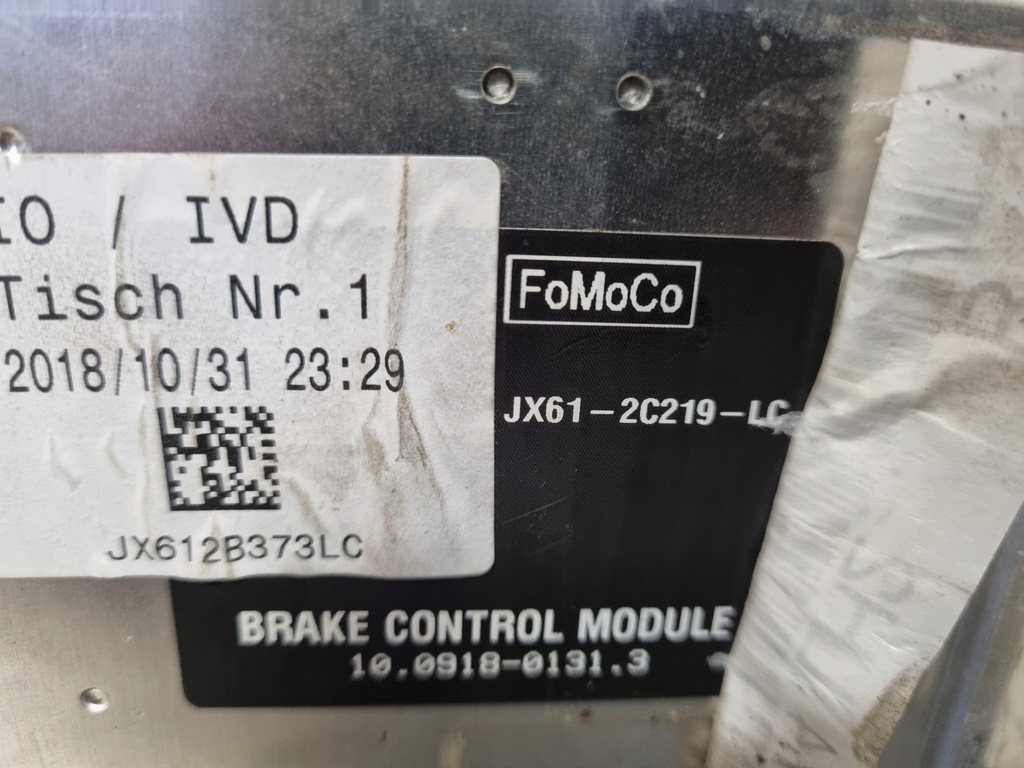 IO / IVD
Tisch Nr.1
2018/10/31 23:29
JX612B373LC
FoMoCo
JX61-2C219-LC
BRAKE CONTROL MODULE
10.0918-0131.3